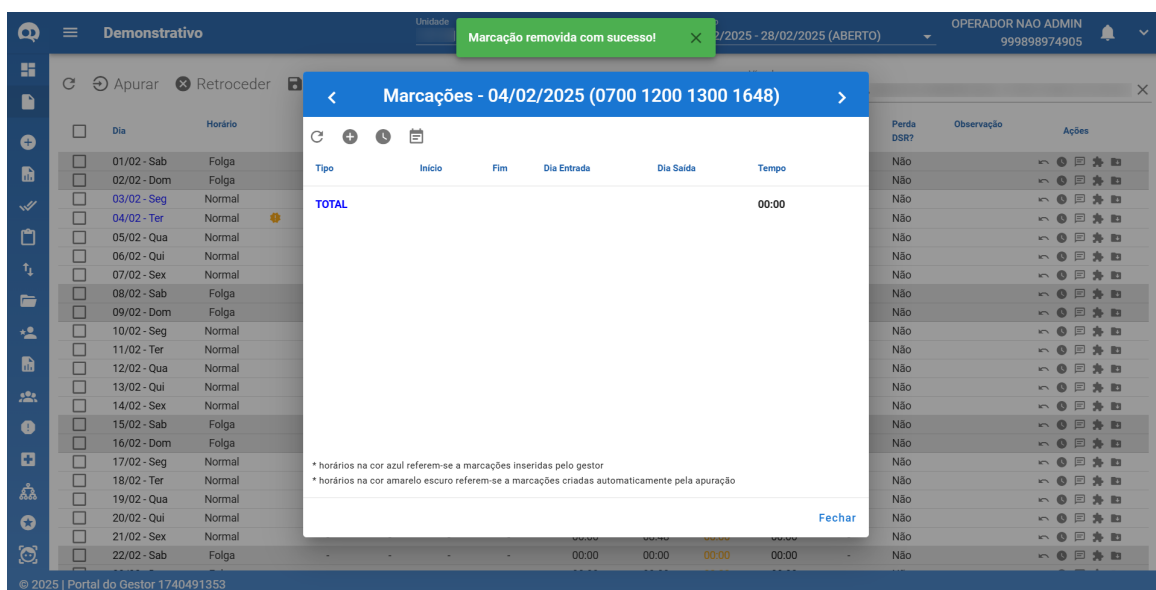 Demonstrativo
Unidade
Marcação removida com sucesso!
2/2025 - 28/02/2025 (ABERTO)
OPERADOR NAO ADMIN
999898974905
Apurar
Retroceder
Marcações - 04/02/2025 (0700 1200 1300 1648)
Dia
Horário
Perda DSR?
Observação
Ações
Tipo
Início
Fim
Dia Entrada
Dia Saída
Tempo
TOTAL
00:00
01/02 - Sab Folga Não
02/02 - Dom Folga Não
03/02 - Seg Normal Não
04/02 - Ter Normal Não
05/02 - Qua Normal Não
06/02 - Qui Normal Não
07/02 - Sex Normal Não
08/02 - Sab Folga Não
09/02 - Dom Folga Não
10/02 - Seg Normal Não
11/02 - Ter Normal Não
12/02 - Qua Normal Não
13/02 - Qui Normal Não
14/02 - Sex Normal Não
15/02 - Sab Folga Não
16/02 - Dom Folga Não
17/02 - Seg Normal Não
18/02 - Ter Normal Não
19/02 - Qua Normal Não
20/02 - Qui Normal Não
21/02 - Sex Normal Não
22/02 - Sab Folga - - - - 00:00 00:00 00:00 00:00 - Não
* horários na cor azul referem-se a marcações inseridas pelo gestor
* horários na cor amarelo escuro referem-se a marcações criadas automaticamente pela apuração
Fechar
© 2025 | Portal do Gestor 1740491353